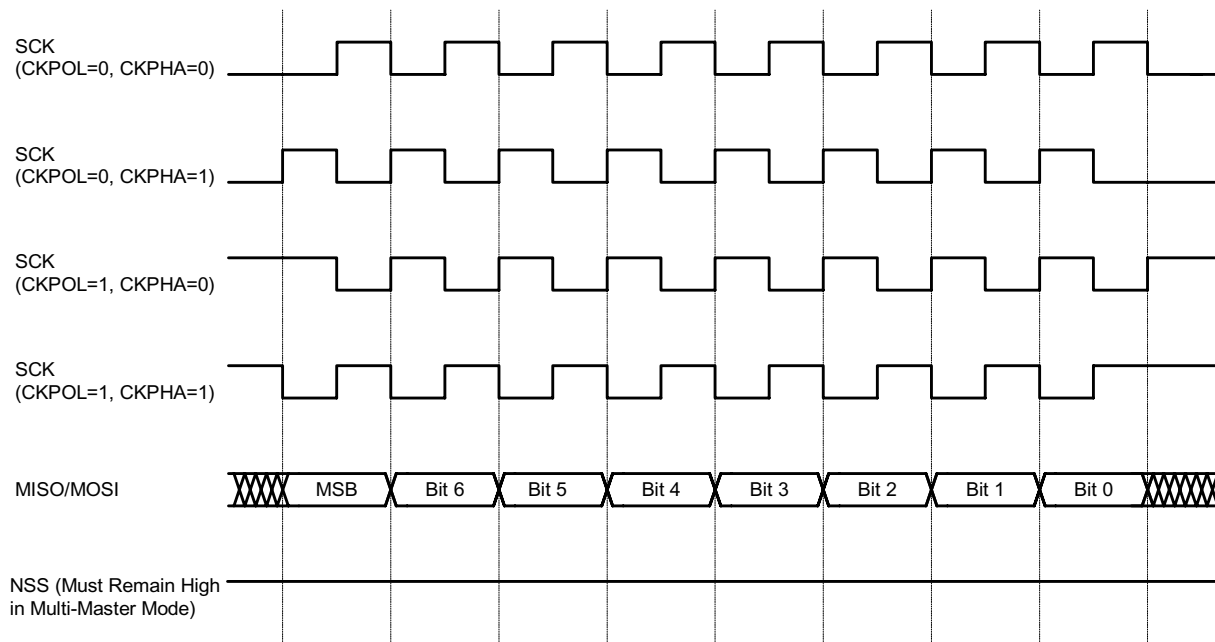 SCK
(CKPOL=0, CKPHA=0)
SCK
(CKPOL=0, CKPHA=1)
SCK
(CKPOL=1, CKPHA=0)
SCK
(CKPOL=1, CKPHA=1)
MISO/MOSI MSB Bit 6 Bit 5 Bit 4 Bit 3 Bit 2 Bit 1 Bit 0
NSS (Must Remain High
in Multi-Master Mode)